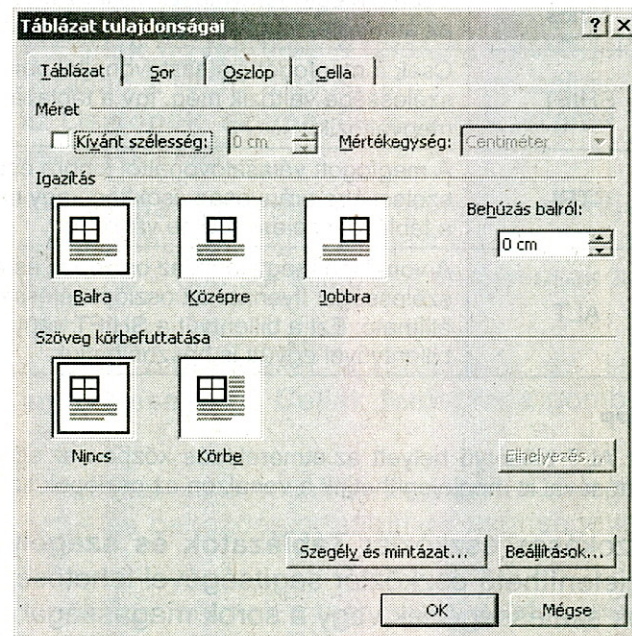 Táblázat tulajdonságai
Táblázat Sor Oszlop Cella
Méret
Kívánt szélesség: 0 cm Mértékegység: Centiméter
Igazítás
Behúzás balról:
0 cm
Balra Középre Jobbra
Szöveg körbefuttatása
Nincs Körbe
Elhelyezés...
Szegély és mintázat... Beállítások...
OK Mégse